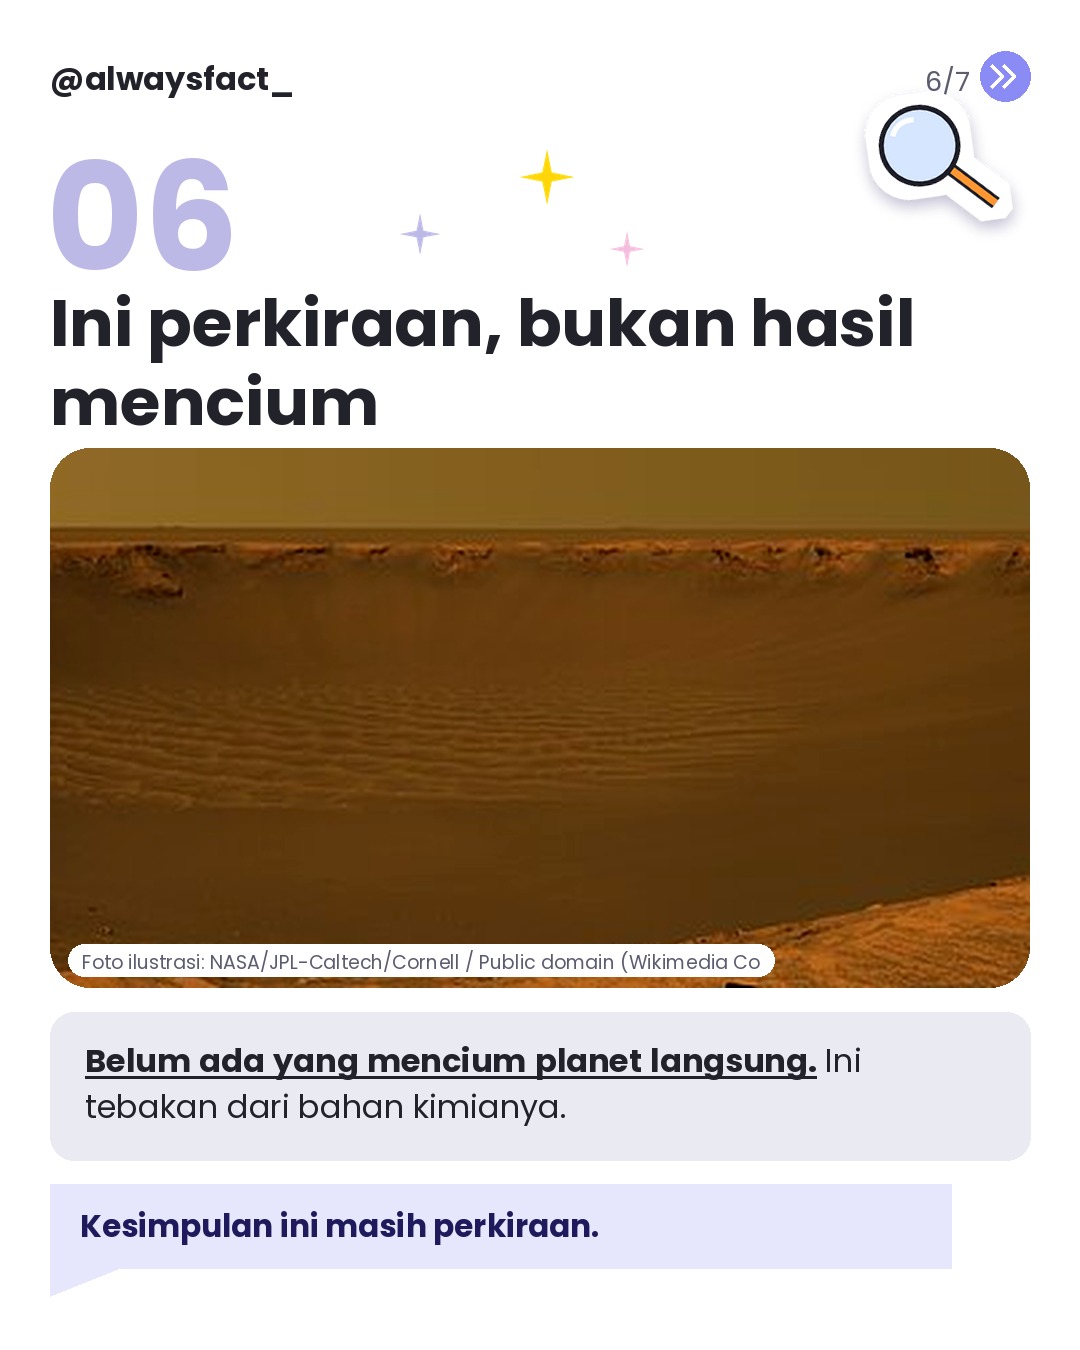 @alwaysfact_
6/7
06
Ini perkiraan, bukan hasil
mencium
Foto ilustrasi: NASA/JPL-Caltech/Cornell / Public domain (Wikimedia Co
Belum ada yang mencium planet langsung. Ini
tebakan dari bahan kimianya.
Kesimpulan ini masih perkiraan.